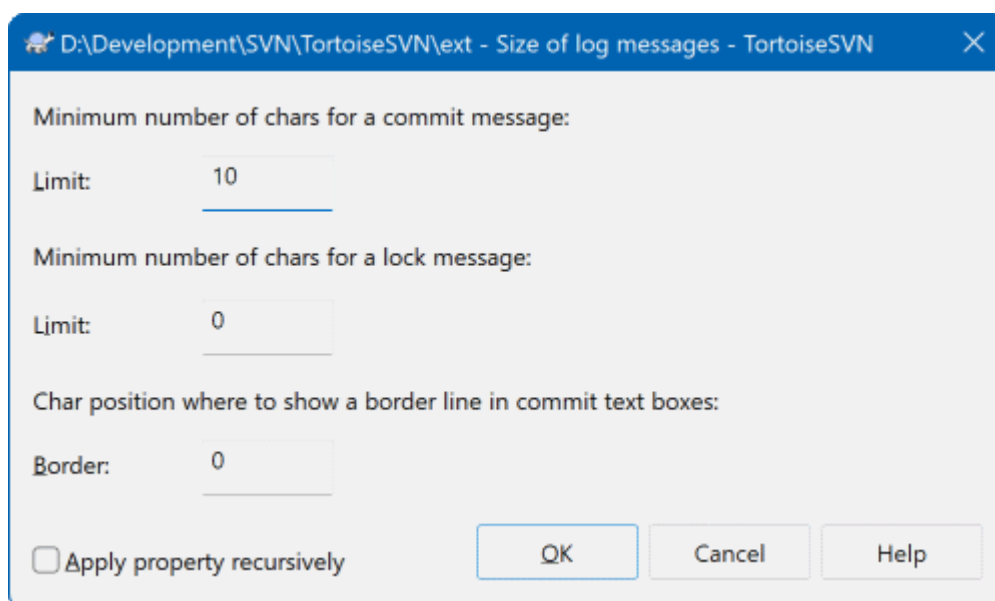 D:\Development\SVN\TortoiseSVN\ext - Size of log messages - TortoiseSVN
Minimum number of chars for a commit message:
Limit: 10
Minimum number of chars for a lock message:
Limit: 0
Char position where to show a border line in commit text boxes:
Border: 0
Apply property recursively OK Cancel Help